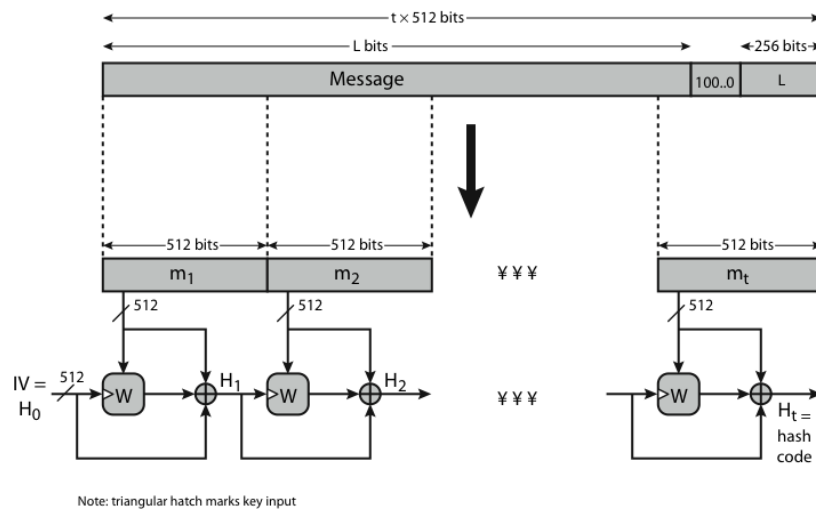 t × 512 bits
L bits
256 bits
Message
100..0
L
512 bits
512 bits
512 bits
m1
m2
¥ ¥ ¥
mt
512
512
512
IV =
H0
512
W
H1
W
H2
¥ ¥ ¥
W
Ht =
hash
code
Note: triangular hatch marks key input